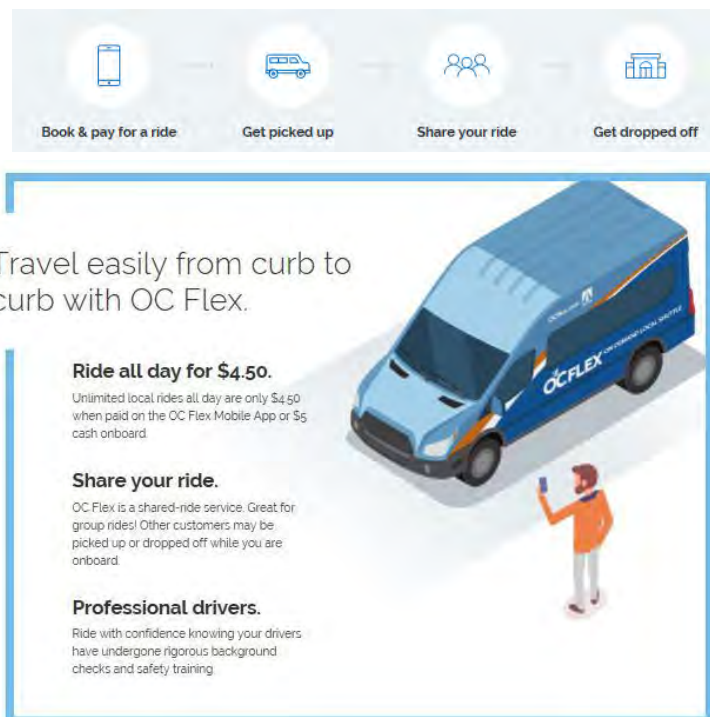 Book & pay for a ride
Get picked up
Share your ride
Get dropped off
Travel easily from curb to
curb with OC Flex.
Ride all day for $4.50.
Unlimited local rides all day are only $4.50
when paid on the OC Flex Mobile App or $5
cash onboard.
Share your ride.
OC Flex is a shared-ride service. Great for
group rides! Other customers may be
picked up or dropped off while you are
onboard.
Professional drivers.
Ride with confidence knowing your drivers
have undergone rigorous background
checks and safety training.
OC FLEX ON-DEMAND LOCAL SHUTTLE